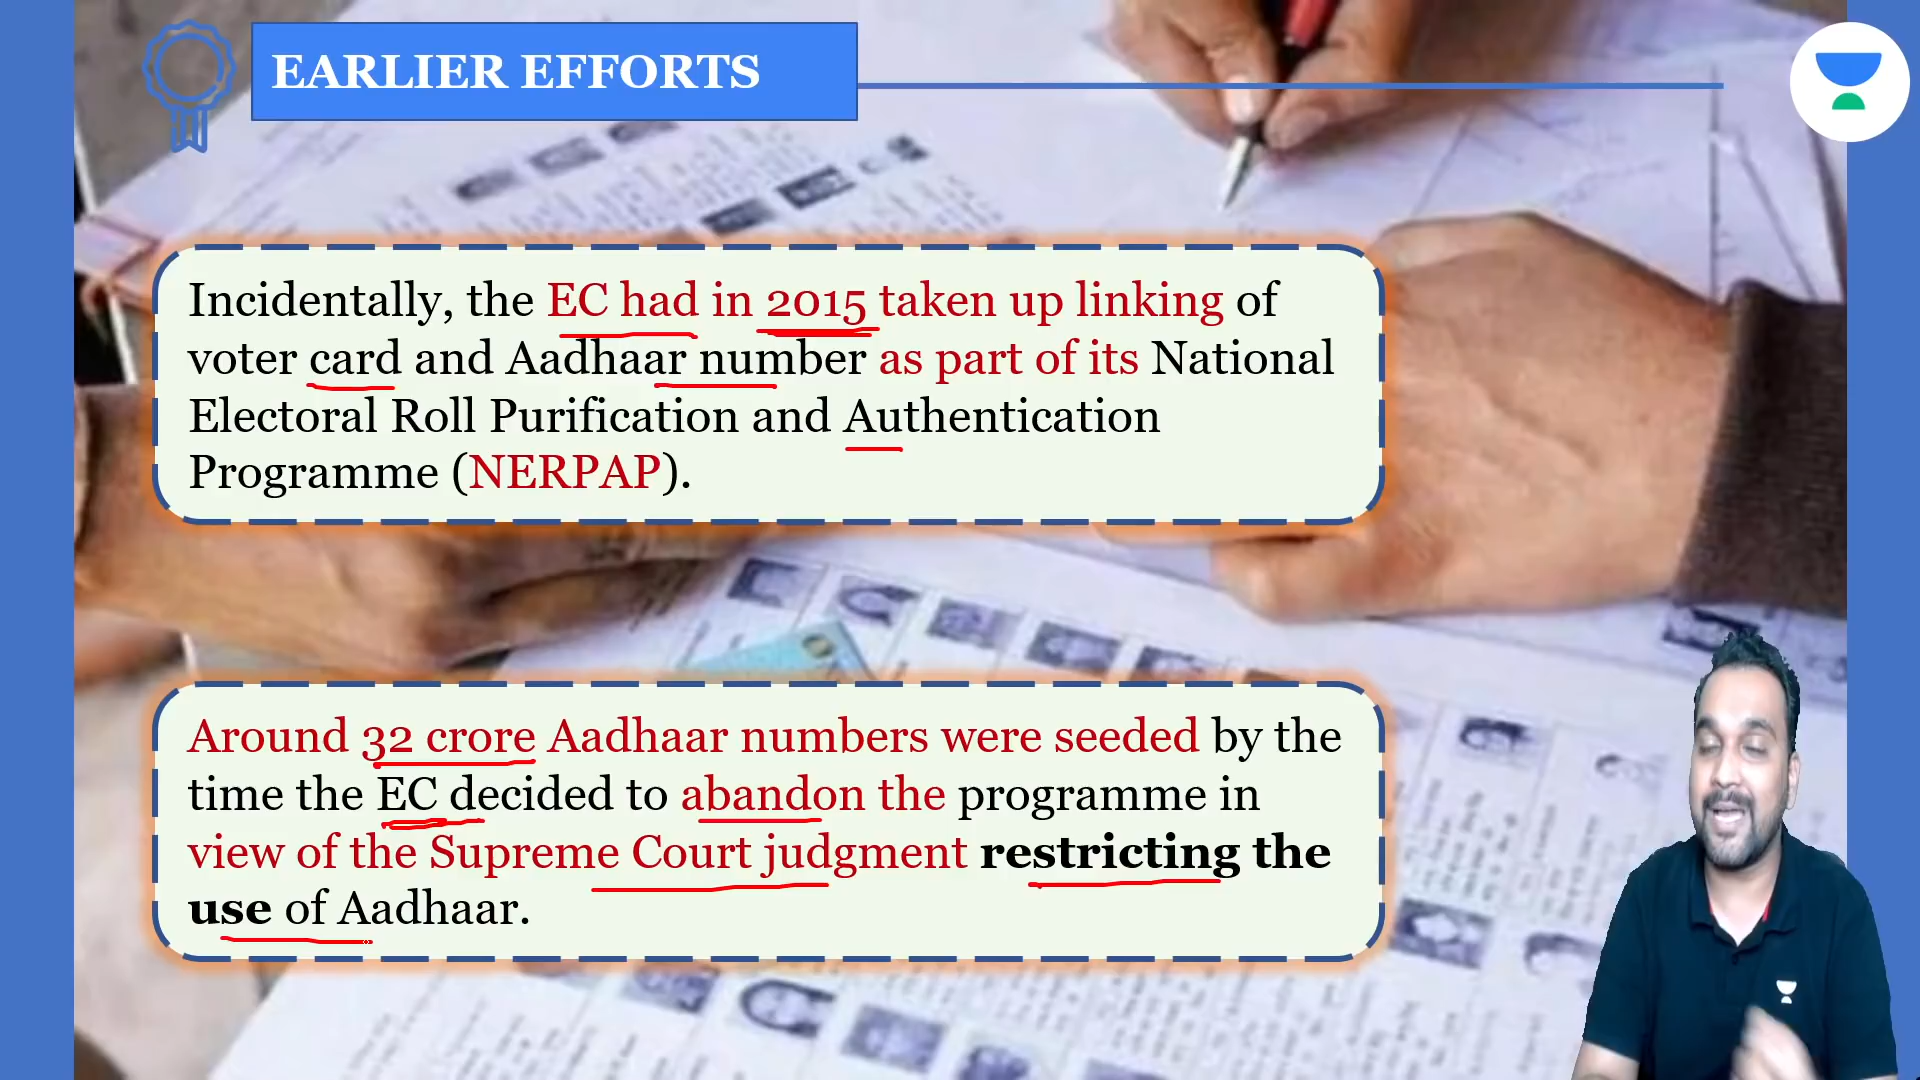 EARLIER EFFORTS
Incidentally, the EC had in 2015 taken up linking of
voter card and Aadhaar number as part of its National
Electoral Roll Purification and Authentication
Programme (NERPAP).
Around 32 crore Aadhaar numbers were seeded by the
time the EC decided to abandon the programme in
view of the Supreme Court judgment restricting the
use of Aadhaar.